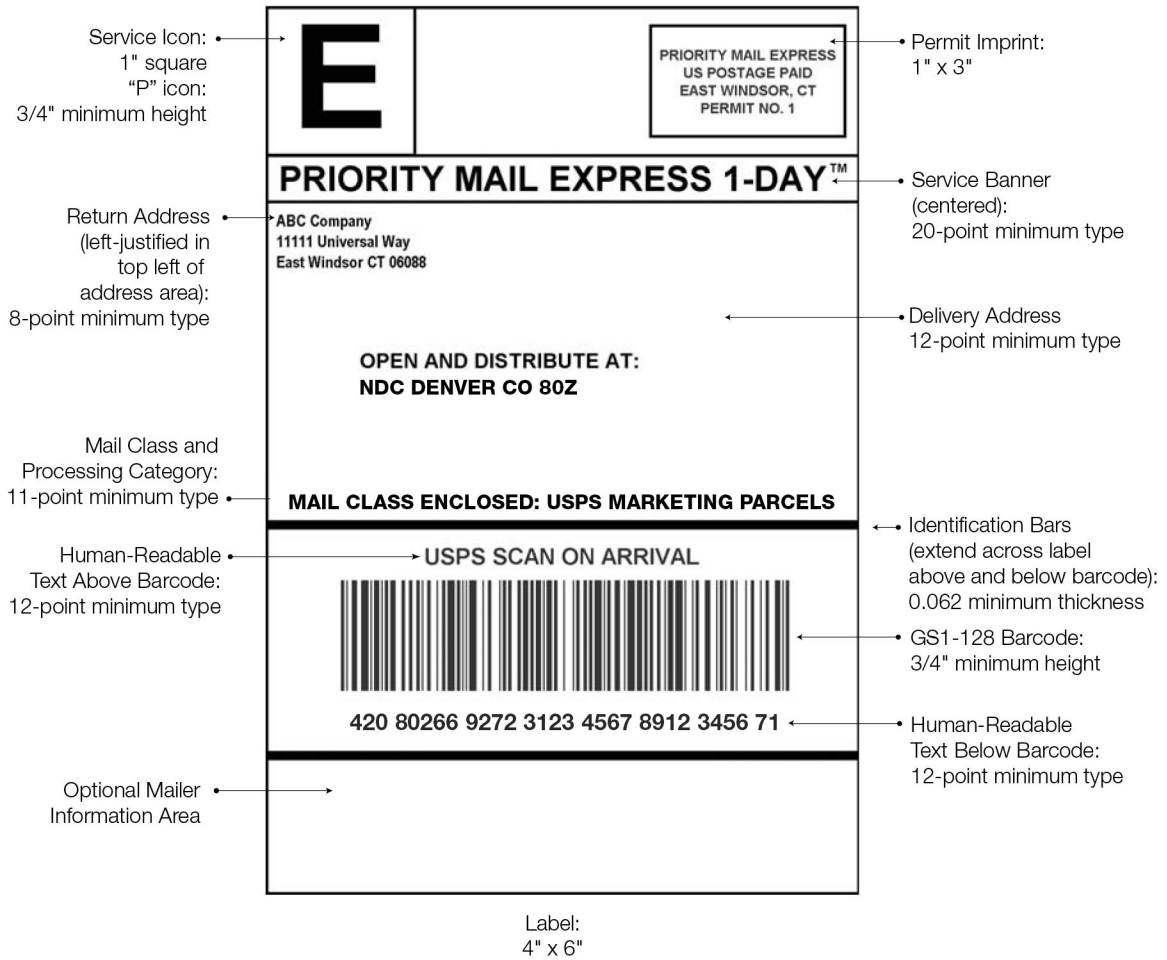 Service Icon:
1" square
“P” icon:
3/4" minimum height
E
PRIORITY MAIL EXPRESS
US POSTAGE PAID
EAST WINDSOR, CT
PERMIT NO. 1
Permit Imprint:
1" x 3"
PRIORITY MAIL EXPRESS 1-DAY™
Service Banner
(centered):
20-point minimum type
Return Address
(left-justified in
top left of
address area):
8-point minimum type
ABC Company
11111 Universal Way
East Windsor CT 06088
Delivery Address
12-point minimum type
OPEN AND DISTRIBUTE AT:
NDC DENVER CO 80Z
Mail Class and
Processing Category:
11-point minimum type
MAIL CLASS ENCLOSED: USPS MARKETING PARCELS
Identification Bars
(extend across label
above and below barcode):
0.062 minimum thickness
Human-Readable
Text Above Barcode:
12-point minimum type
USPS SCAN ON ARRIVAL
GS1-128 Barcode:
3/4" minimum height
420 80266 9272 3123 4567 8912 3456 71
Human-Readable
Text Below Barcode:
12-point minimum type
Optional Mailer
Information Area
Label:
4" x 6"